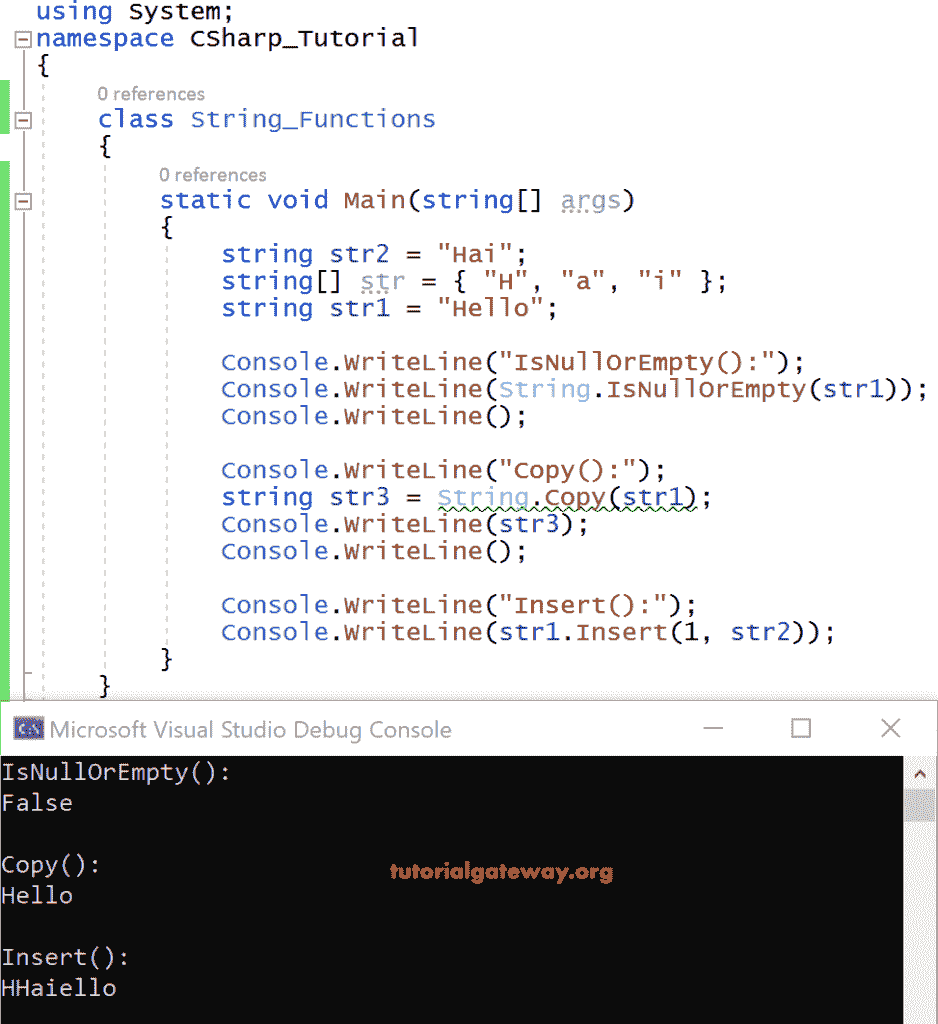 using System;
namespace CSharp_Tutorial
{
0 references
class String_Functions
{
0 references
static void Main(string[] args)
{
string str2 = "Hai";
string[] str = { "H", "a", "i" };
string str1 = "Hello";
Console.WriteLine("IsNullOrEmpty():");
Console.WriteLine(String.IsNullOrEmpty(str1));
Console.WriteLine();
Console.WriteLine("Copy():");
string str3 = String.Copy(str1);
Console.WriteLine(str3);
Console.WriteLine();
Console.WriteLine("Insert():");
Console.WriteLine(str1.Insert(1, str2));
}
}
Microsoft Visual Studio Debug Console
IsNullOrEmpty():
False
Copy():
tutorialgateway.org
Hello
Insert():
HHaiello